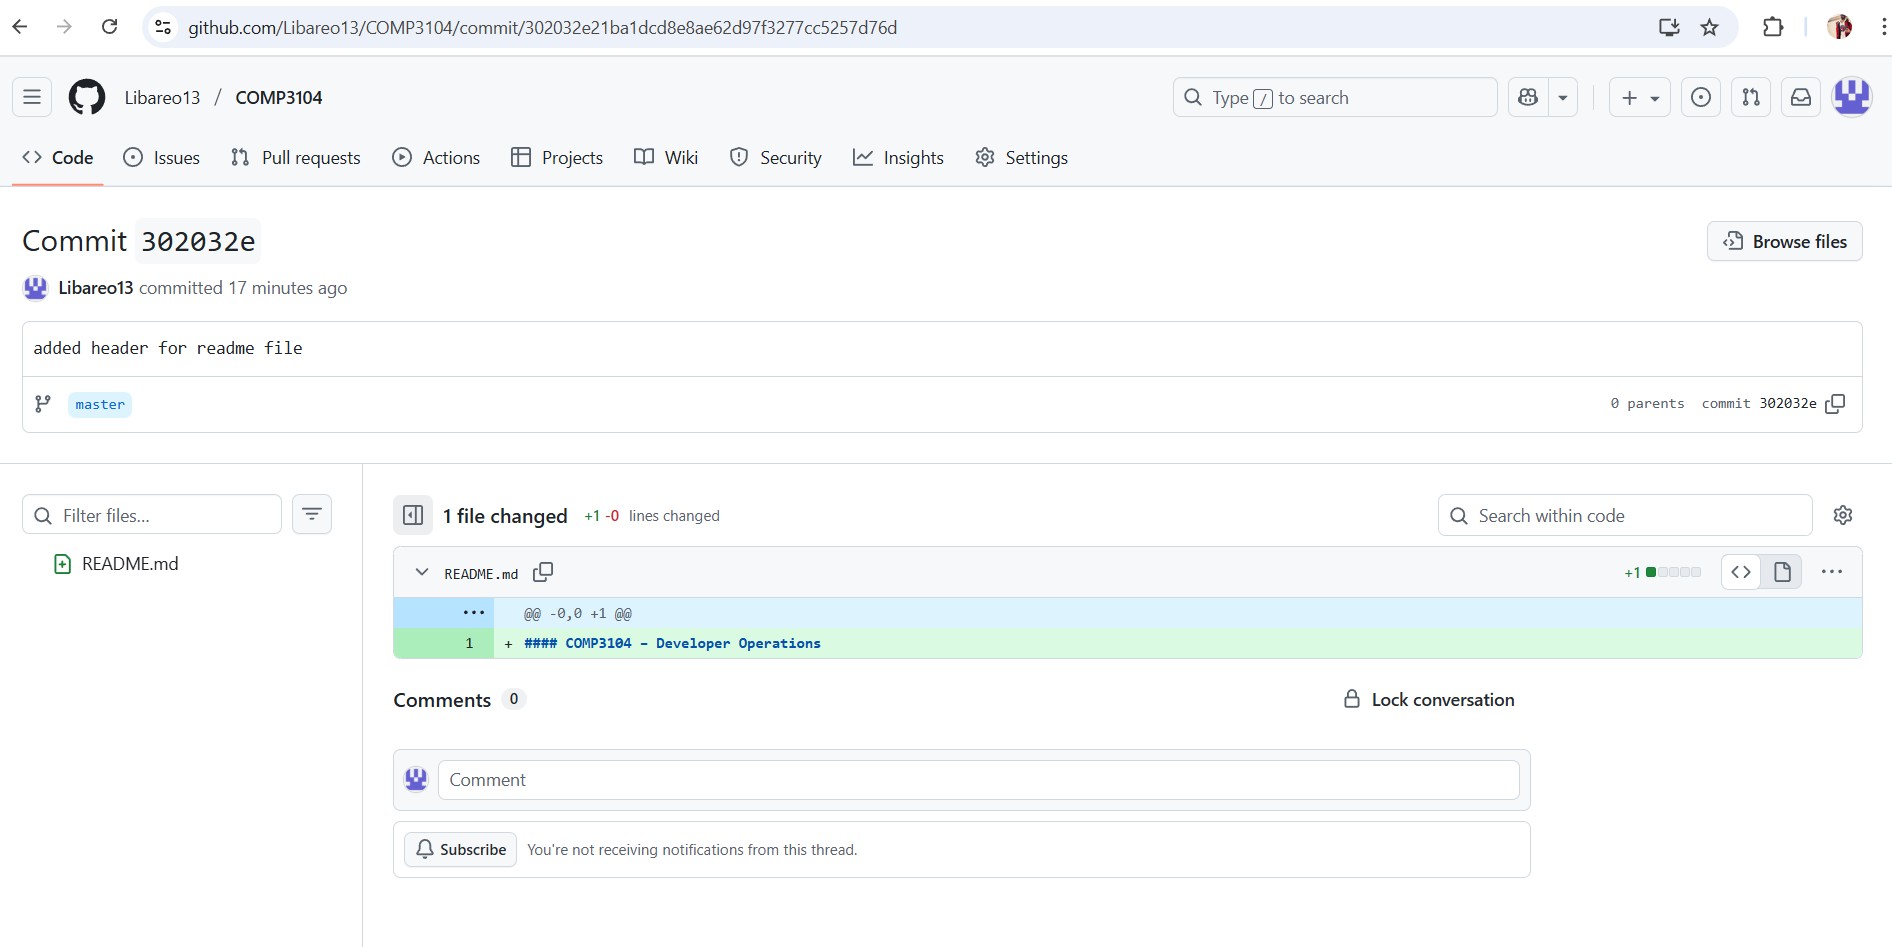 github.com/Libareo13/COMP3104/commit/302032e21ba1dcd8e8ae62d97f3277cc5257d76d
Libareo13 / COMP3104
Type / to search
Code Issues Pull requests Actions Projects Wiki Security Insights Settings
Commit 302032e
Browse files
Libareo13 committed 17 minutes ago
added header for readme file
master
0 parents commit 302032e
Filter files...
1 file changed +1 -0 lines changed
Search within code
README.md
README.md
+1
@@ -0,0 +1 @@
1 + #### COMP3104 – Developer Operations
Comments 0
Lock conversation
Comment
Subscribe You're not receiving notifications from this thread.